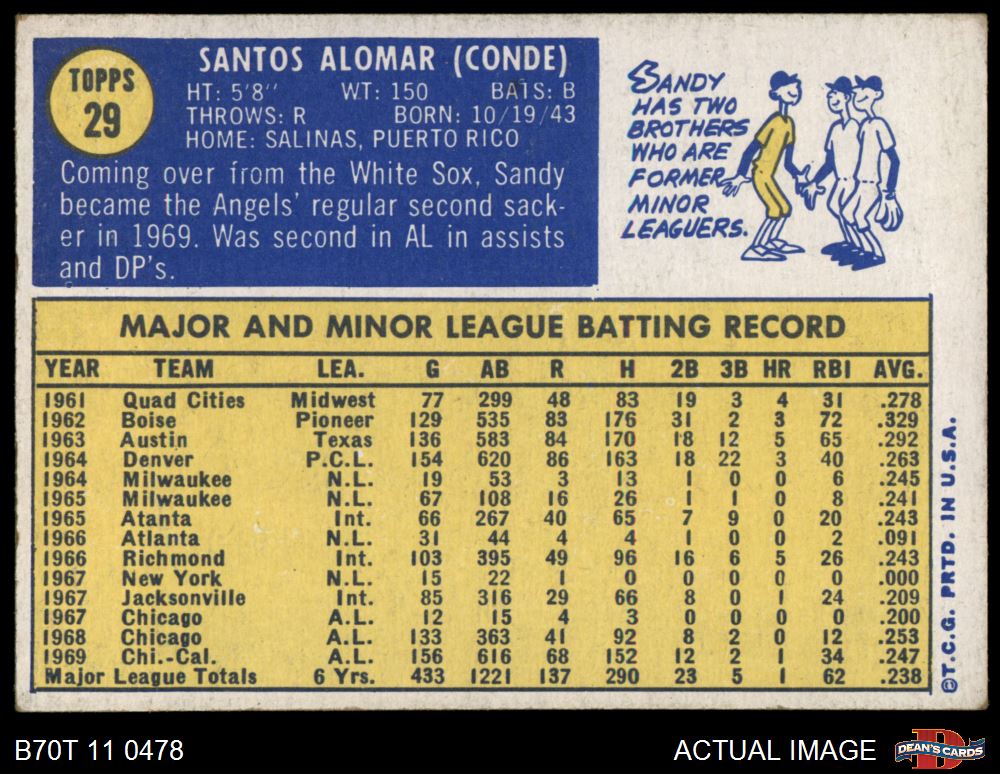 TOPPS
29
SANTOS ALOMAR (CONDE)
HT: 5'8" WT: 150 BATS: B
THROWS: R BORN: 10/19/43
HOME: SALINAS, PUERTO RICO
Coming over from the White Sox, Sandy
became the Angels' regular second sack-
er in 1969. Was second in AL in assists
and DP's.
SANDY
HAS TWO
BROTHERS
WHO ARE
FORMER
MINOR
LEAGUERS.
MAJOR AND MINOR LEAGUE BATTING RECORD
YEAR TEAM LEA. G AB R H 2B 3B HR RBI AVG.
1961 Quad Cities Midwest 77 299 48 83 19 3 4 31 .278
1962 Boise Pioneer 129 535 83 176 31 2 3 72 .329
1963 Austin Texas 136 583 84 170 18 12 5 65 .292
1964 Denver P.C.L. 154 620 86 163 18 22 3 40 .263
1964 Milwaukee N.L. 19 53 3 13 1 0 0 6 .245
1965 Milwaukee N.L. 67 108 16 26 1 1 0 8 .241
1965 Atanta Int. 66 267 40 65 7 9 0 20 .243
1966 Atlanta N.L. 31 44 4 4 1 0 0 2 .091
1966 Richmond Int. 103 395 49 96 16 6 5 26 .243
1967 New York N.L. 15 22 1 0 0 0 0 0 .000
1967 Jacksonville Int. 85 316 29 66 8 0 1 24 .209
1967 Chicago A.L. 12 15 4 3 0 0 0 0 .200
1968 Chicago A.L. 133 363 41 92 8 2 0 12 .253
1969 Chi.-Cal. A.L. 156 616 68 152 12 2 1 34 .247
Major League Totals 6 Yrs. 433 1221 137 290 23 5 1 62 .238
©T.C.G. PRTD. IN U.S.A.
B70T 11 0478
ACTUAL IMAGE
D
DEAN'S CARDS